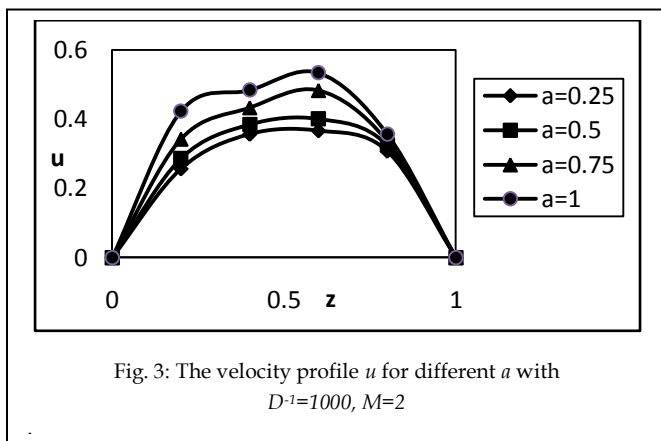 0.6
0.4
u
0.2
0
0 0.5 z 1
a=0.25
a=0.5
a=0.75
a=1
Fig. 3: The velocity profile u for different a with
D-1=1000, M=2
.